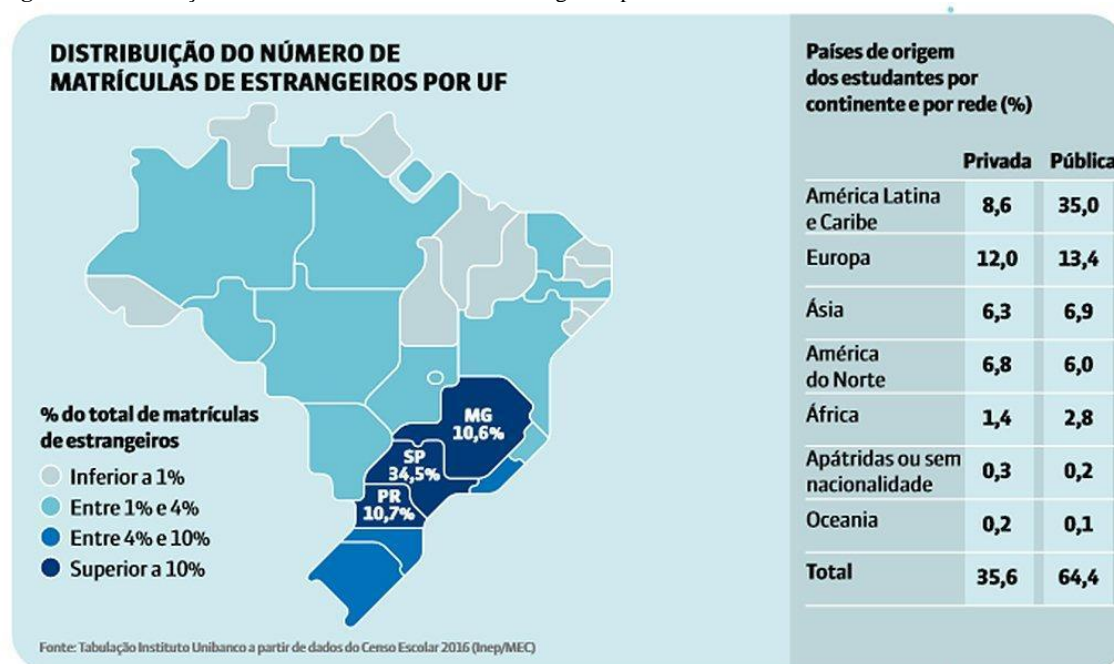 DISTRIBUIÇÃO DO NÚMERO DE
MATRÍCULAS DE ESTRANGEIROS POR UF
MG
10,6%
SP
34,5%
PR
10,7%
% do total de matrículas
de estrangeiros
Inferior a 1%
Entre 1% e 4%
Entre 4% e 10%
Superior a 10%
Fonte: Tabulação Instituto Unibanco a partir de dados do Censo Escolar 2016 (Inep/MEC)
Países de origem
dos estudantes por
continente e por rede (%)
Privada Pública
América Latina
e Caribe 8,6 35,0
Europa 12,0 13,4
Ásia 6,3 6,9
América
do Norte 6,8 6,0
África 1,4 2,8
Apátridas ou sem
nacionalidade 0,3 0,2
Oceania 0,2 0,1
Total 35,6 64,4